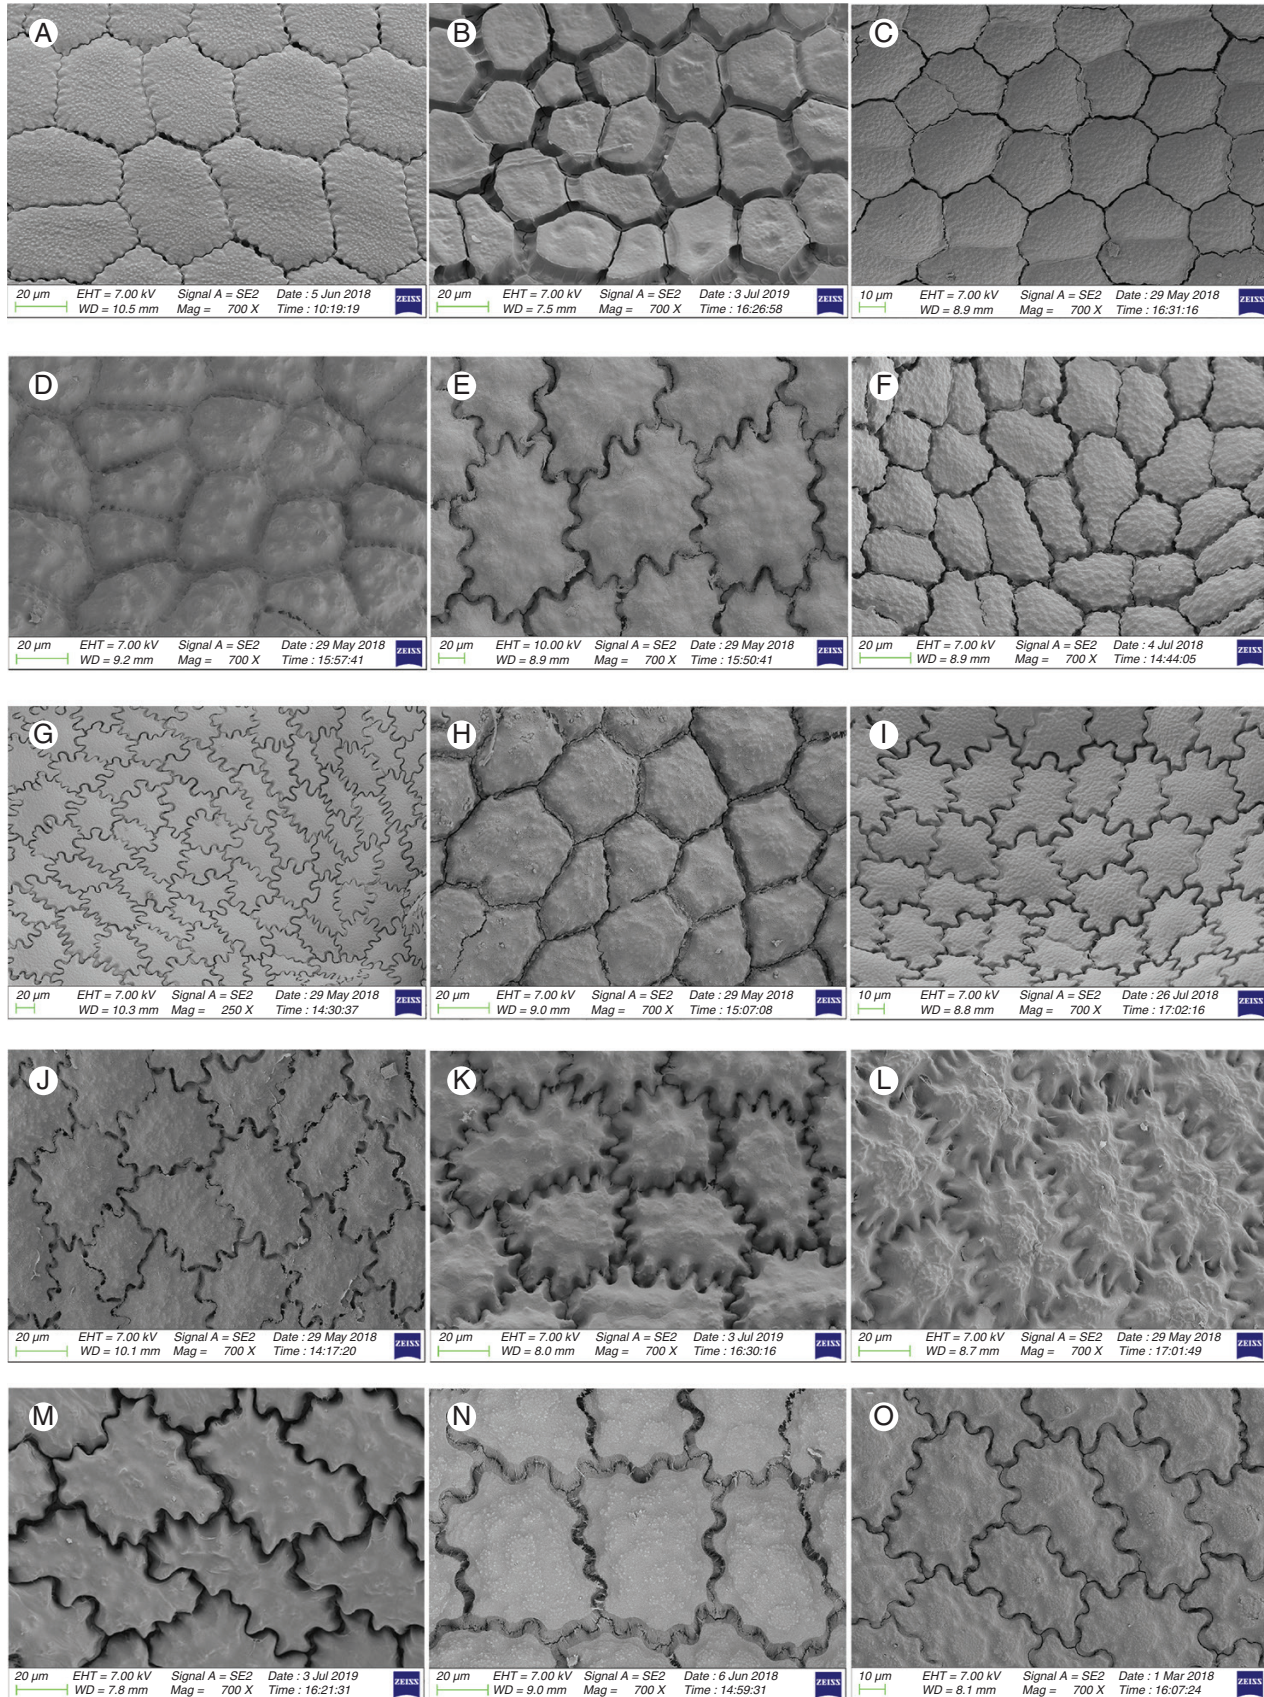 A
B
C
20 µm EHT = 7.00 kV Signal A = SE2 Date : 5 Jun 2018 ZEISS
WD = 10.5 mm Mag = 700 X Time : 10:19:19
20 µm EHT = 7.00 kV Signal A = SE2 Date : 3 Jul 2019 ZEISS
WD = 7.5 mm Mag = 700 X Time : 16:26:58
10 µm EHT = 7.00 kV Signal A = SE2 Date : 29 May 2018 ZEISS
WD = 8.9 mm Mag = 700 X Time : 16:31:16
D
E
F
20 µm EHT = 7.00 kV Signal A = SE2 Date : 29 May 2018 ZEISS
WD = 9.2 mm Mag = 700 X Time : 15:57:41
20 µm EHT = 10.00 kV Signal A = SE2 Date : 29 May 2018 ZEISS
WD = 8.9 mm Mag = 700 X Time : 15:50:41
20 µm EHT = 7.00 kV Signal A = SE2 Date : 4 Jul 2018 ZEISS
WD = 8.9 mm Mag = 700 X Time : 14:44:05
G
H
I
20 µm EHT = 7.00 kV Signal A = SE2 Date : 29 May 2018 ZEISS
WD = 10.3 mm Mag = 250 X Time : 14:30:37
20 µm EHT = 7.00 kV Signal A = SE2 Date : 29 May 2018 ZEISS
WD = 9.0 mm Mag = 700 X Time : 15:07:08
10 µm EHT = 7.00 kV Signal A = SE2 Date : 26 Jul 2018 ZEISS
WD = 8.8 mm Mag = 700 X Time : 17:02:16
J
K
L
20 µm EHT = 7.00 kV Signal A = SE2 Date : 29 May 2018 ZEISS
WD = 10.1 mm Mag = 700 X Time : 14:17:20
20 µm EHT = 7.00 kV Signal A = SE2 Date : 3 Jul 2019 ZEISS
WD = 8.0 mm Mag = 700 X Time : 16:30:16
20 µm EHT = 7.00 kV Signal A = SE2 Date : 29 May 2018 ZEISS
WD = 8.7 mm Mag = 700 X Time : 17:01:49
M
N
O
20 µm EHT = 7.00 kV Signal A = SE2 Date : 3 Jul 2019 ZEISS
WD = 7.8 mm Mag = 700 X Time : 16:21:31
20 µm EHT = 7.00 kV Signal A = SE2 Date : 6 Jun 2018 ZEISS
WD = 9.0 mm Mag = 700 X Time : 14:59:31
10 µm EHT = 7.00 kV Signal A = SE2 Date : 1 Mar 2018 ZEISS
WD = 8.1 mm Mag = 700 X Time : 16:07:24